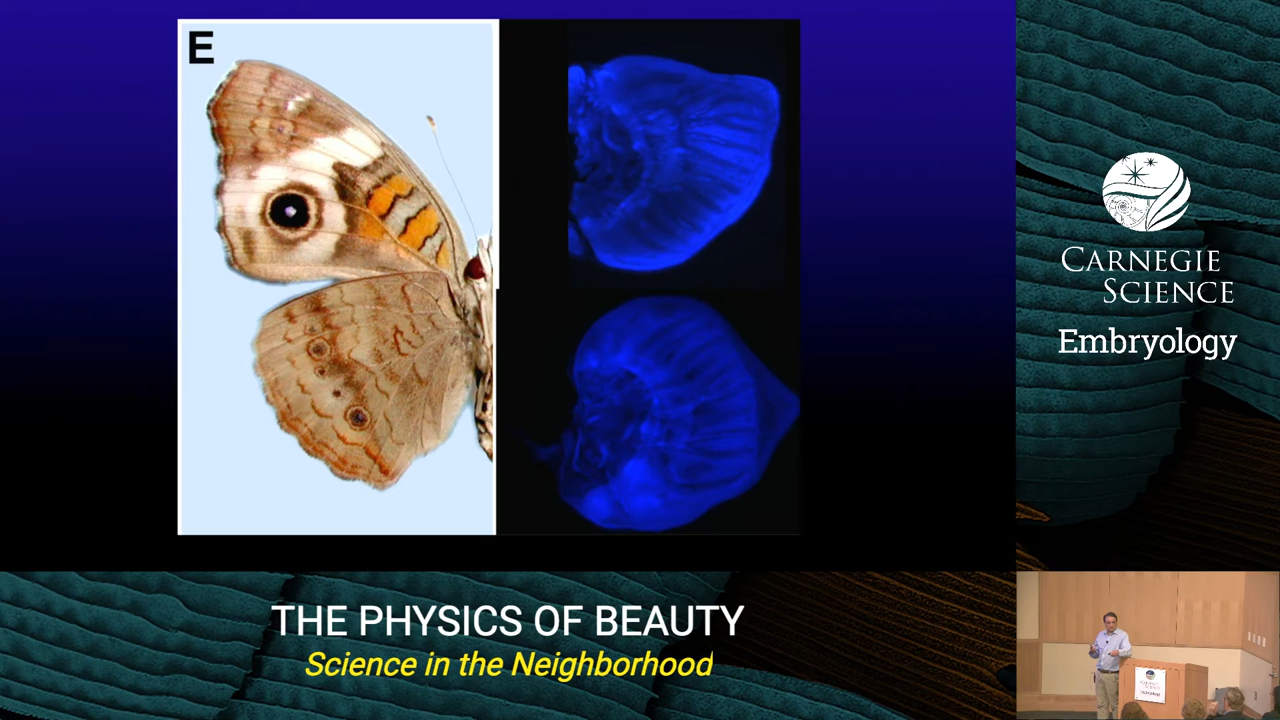 E
CARNEGIE
SCIENCE
Embryology
THE PHYSICS OF BEAUTY
Science in the Neighborhood